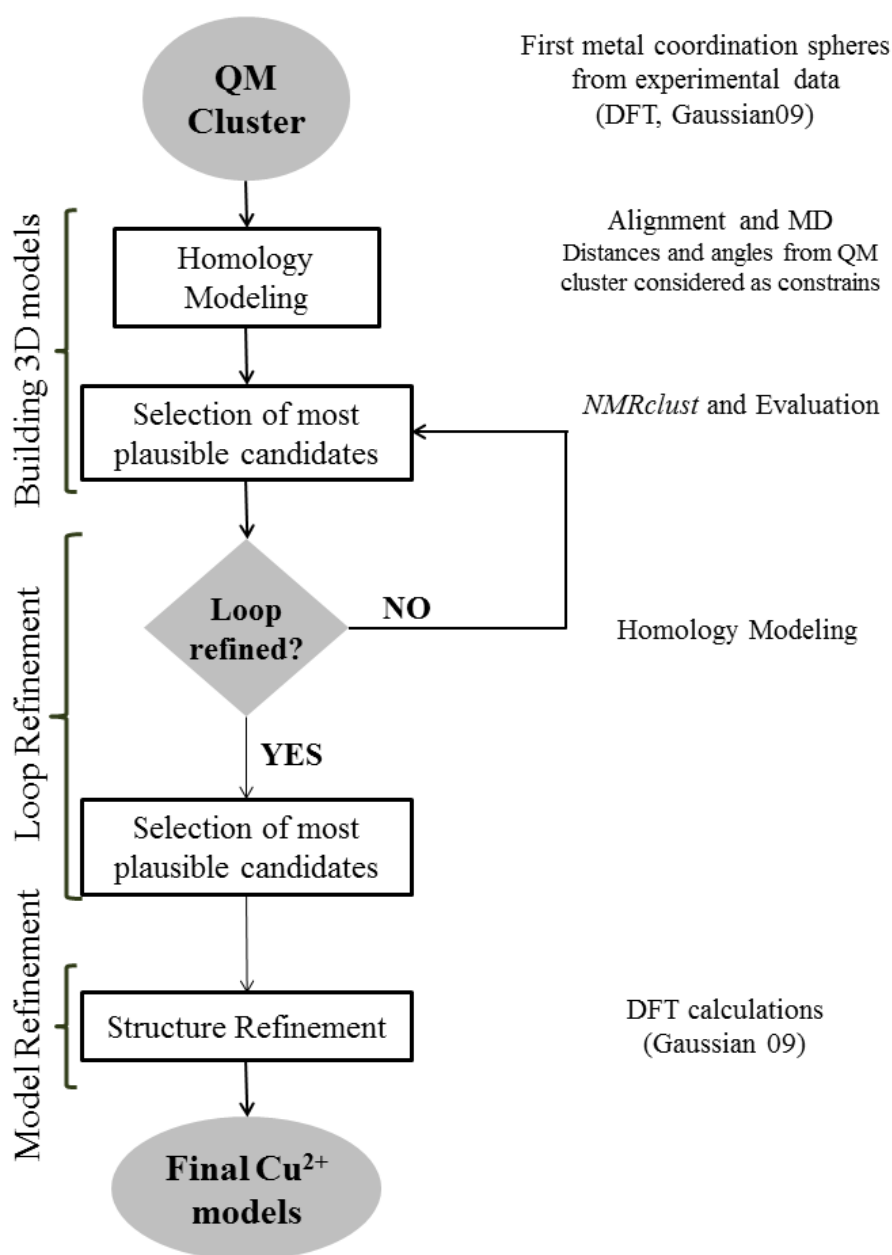 QM
Cluster
First metal coordination spheres
from experimental data
(DFT, Gaussian09)
Building 3D models
Homology
Modeling
Alignment and MD
Distances and angles from QM
cluster considered as constrains
Selection of most
plausible candidates
NMRclust and Evaluation
Loop Refinement
Loop
refined?
NO
Homology Modeling
YES
Selection of most
plausible candidates
Model Refinement
Structure Refinement
DFT calculations
(Gaussian 09)
Final Cu²⁺
models